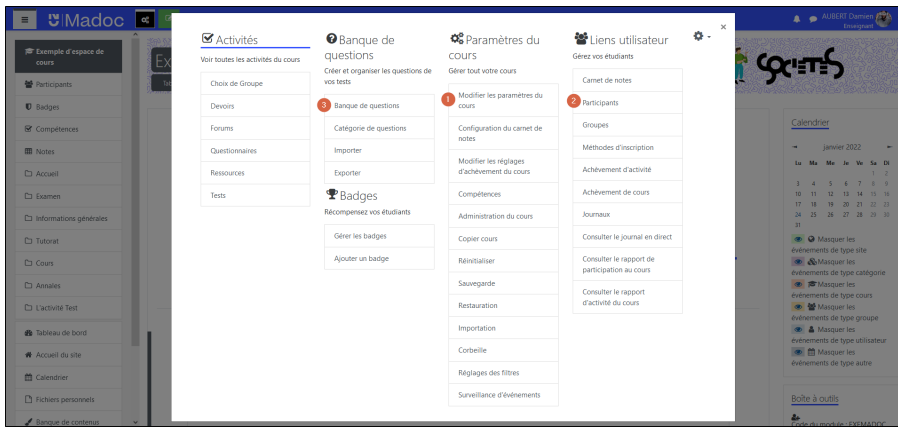 Madoc
AUBERT Damien
Enseignant
Exemple d'espace de
cours
Participants
Badges
Compétences
Notes
Accueil
Examen
Informations générales
Tutorat
Cours
Annales
L'activité Test
Tableau de bord
Accueil du site
Calendrier
Fichiers personnels
Banque de contenus
Ex
Activités
Voir toutes les activités du cours
Choix de Groupe
Devoirs
Forums
Questionnaires
Ressources
Tests
Banque de
questions
Créer et organiser les questions de
vos tests
3 Banque de questions
Catégorie de questions
Importer
Exporter
Badges
Récompensez vos étudiants
Gérer les badges
Ajouter un badge
Paramètres du
cours
Gérer tout votre cours
1 Modifier les paramètres du
cours
Configuration du carnet de
notes
Modifier les réglages
d'achèvement du cours
Compétences
Administration du cours
Copier cours
Réinitialiser
Sauvegarde
Restauration
Importation
Corbeille
Réglages des filtres
Surveillance d'événements
Liens utilisateur
Gérez vos étudiants
Carnet de notes
2 Participants
Groupes
Méthodes d'inscription
Achèvement d'activité
Achèvement de cours
Journaux
Consulter le journal en direct
Consulter le rapport de
participation au cours
Consulter le rapport
d'activité du cours
×
SOCIETÉS
Calendrier
janvier 2022
Lu Ma Me Je Ve Sa Di
1 2
3 4 5 6 7 8 9
10 11 12 13 14 15 16
17 18 19 20 21 22 23
24 25 26 27 28 29 30
31
Masquer les
événements de type site
Masquer les
événements de type catégorie
Masquer les
événements de type cours
Masquer les
événements de type groupe
Masquer les
événements de type utilisateur
Masquer les
événements de type autre
Boîte à outils
Code du module : EXEMADOC